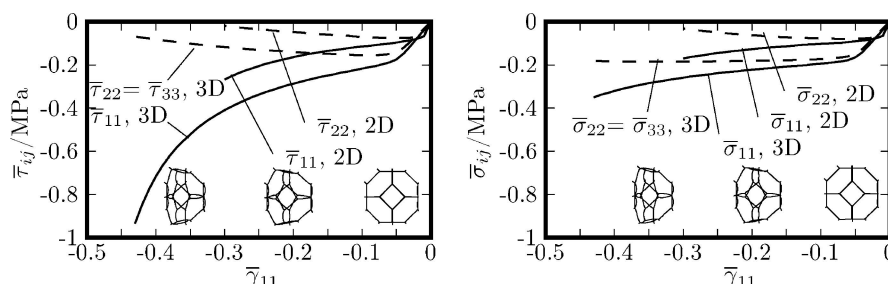 0
-0.2
-0.4
-0.6
-0.8
-1
τ̅ij/MPa
τ̅22= τ̅33, 3D
τ̅11, 3D
τ̅22, 2D
τ̅11, 2D
-0.5 -0.4 -0.3 -0.2 -0.1 0
γ̅11
0
-0.2
-0.4
-0.6
-0.8
-1
σ̅ij/MPa
σ̅22, 2D
σ̅22= σ̅33, 3D
σ̅11, 2D
σ̅11, 3D
-0.5 -0.4 -0.3 -0.2 -0.1 0
γ̅11